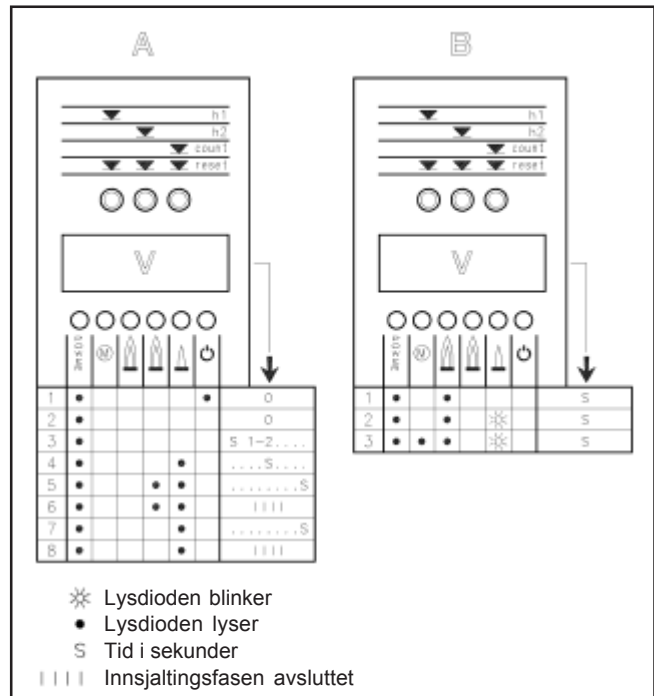 A B
h1 h1
h2 h2
count count
reset reset
V V
1 O 1 S
2 O 2 S
3 S 1-2.... 3 S
4 ....S....
5 ........S
6 IIII
7 ........S
8 IIII
Lysdioden blinker
Lysdioden lyser
S Tid i sekunder
IIII Innsjaltingsfasen avsluttet